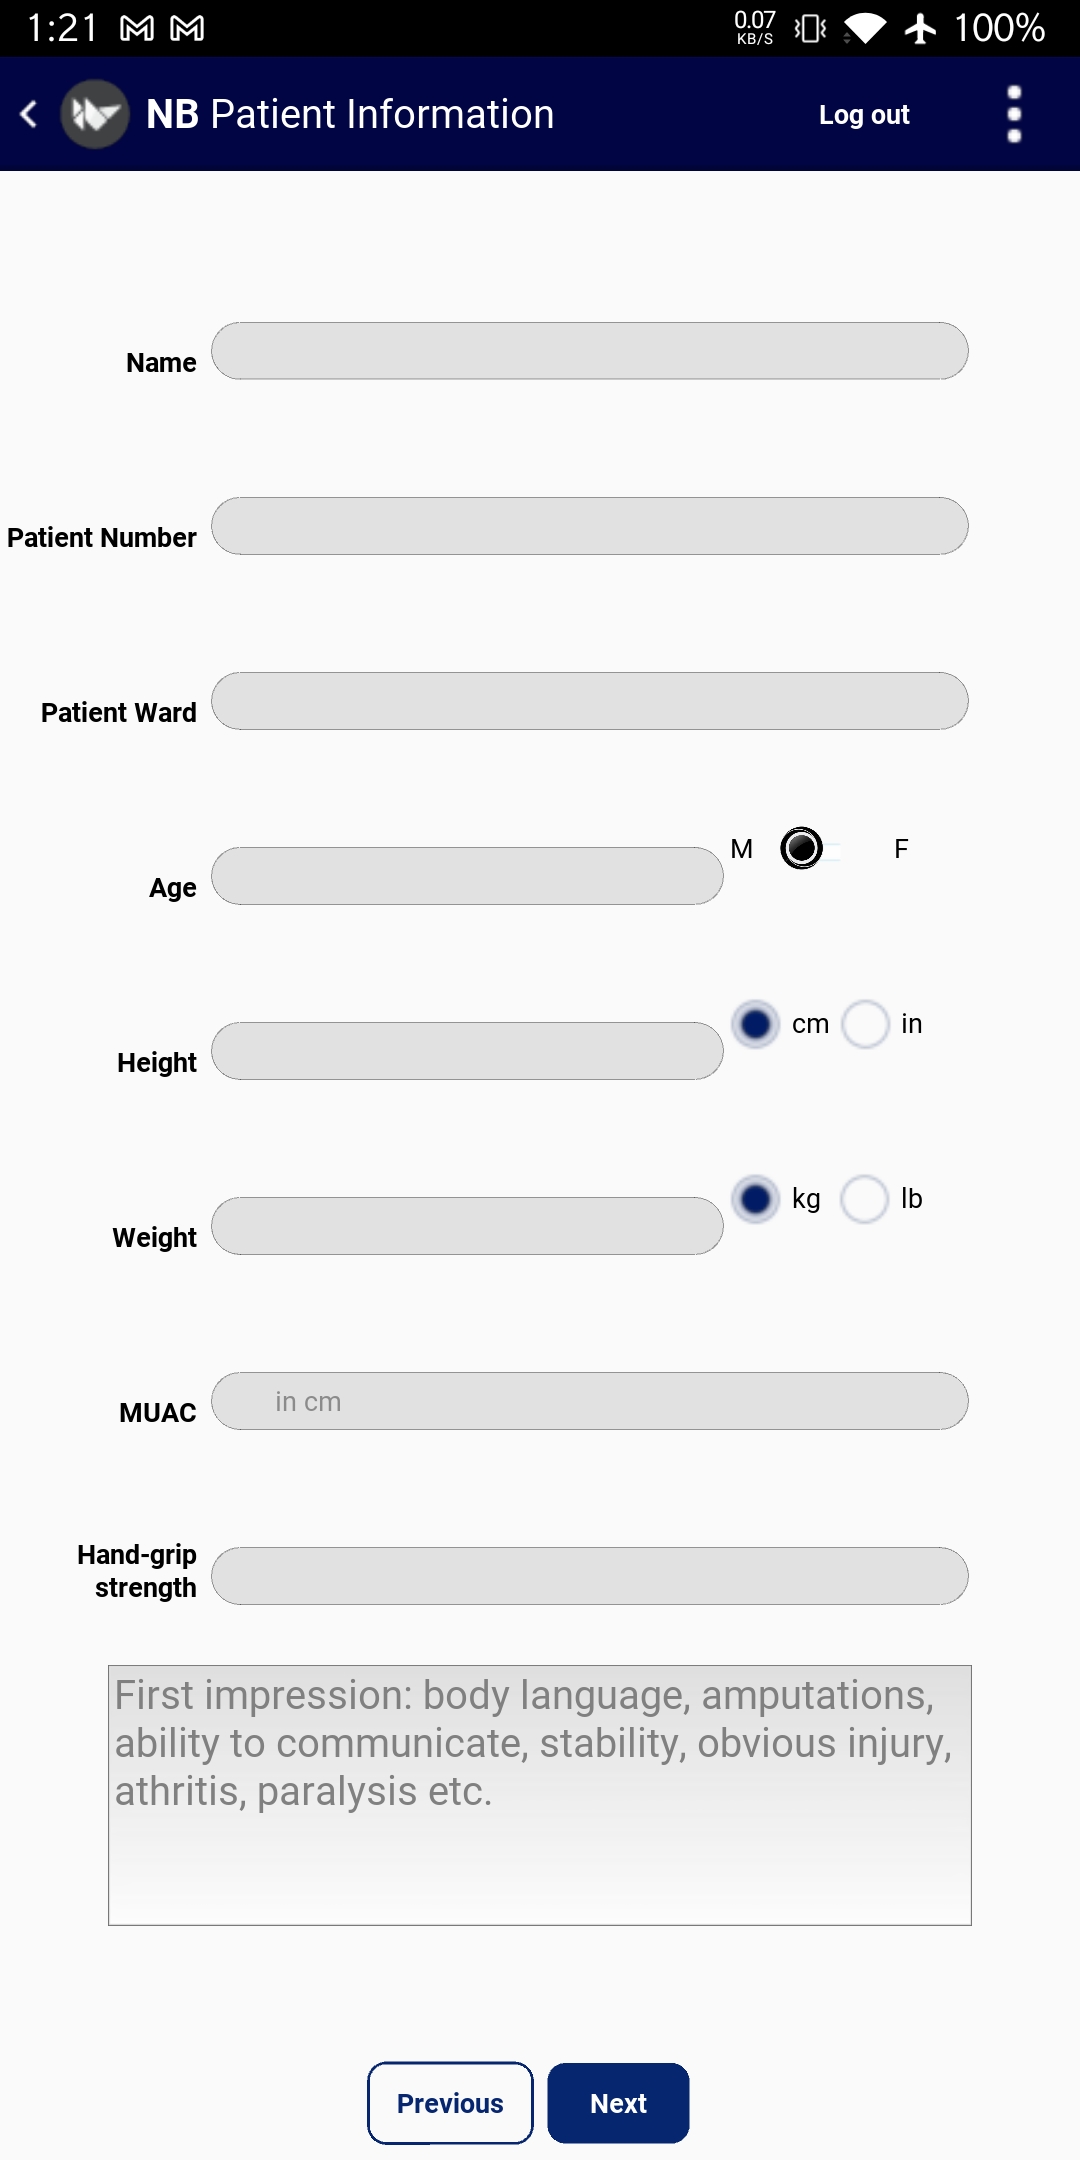 1:21
0.07
KB/S
100%
NB Patient Information
Log out
Name
Patient Number
Patient Ward
Age
M F
Height
cm in
Weight
kg lb
MUAC
in cm
Hand-grip
strength
First impression: body language, amputations,
ability to communicate, stability, obvious injury,
athritis, paralysis etc.
Previous
Next